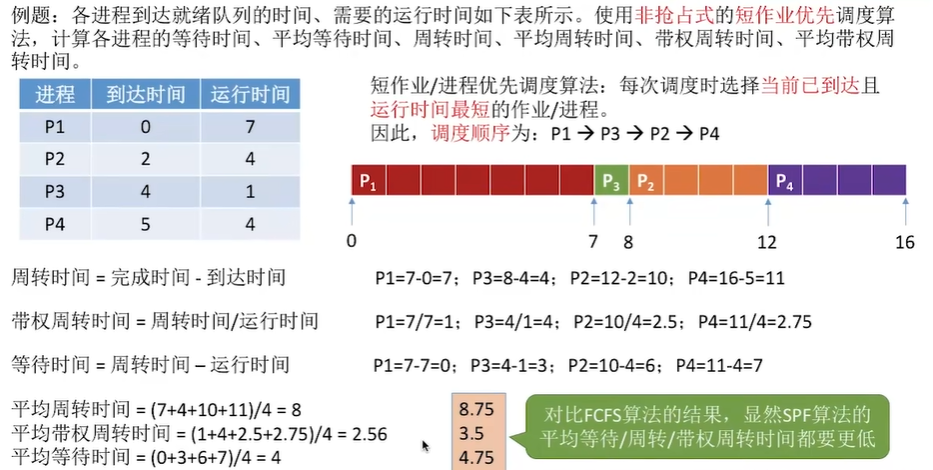 例题：各进程到达就绪队列的时间、需要的运行时间如下表所示。使用非抢占式的短作业优先调度算
法，计算各进程的等待时间、平均等待时间、周转时间、平均周转时间、带权周转时间、平均带权周
转时间。
进程 到达时间 运行时间
P1 0 7
P2 2 4
P3 4 1
P4 5 4
短作业/进程优先调度算法：每次调度时选择当前已到达且
运行时间最短的作业/进程。
因此，调度顺序为：P1 → P3 → P2 → P4
P1 P3 P2 P4
0 7 8 12 16
周转时间 = 完成时间 - 到达时间 P1=7-0=7；P3=8-4=4；P2=12-2=10；P4=16-5=11
带权周转时间 = 周转时间/运行时间 P1=7/7=1；P3=4/1=4；P2=10/4=2.5；P4=11/4=2.75
等待时间 = 周转时间 – 运行时间 P1=7-7=0；P3=4-1=3；P2=10-4=6；P4=11-4=7
平均周转时间 = (7+4+10+11)/4 = 8 8.75
平均带权周转时间 = (1+4+2.5+2.75)/4 = 2.56 3.5
平均等待时间 = (0+3+6+7)/4 = 4 4.75
对比FCFS算法的结果，显然SPF算法的
平均等待/周转/带权周转时间都要更低